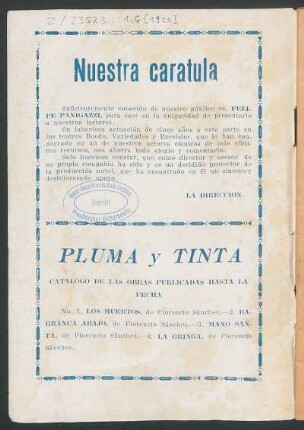 Z/23523 : 1,6 [1920]
Nuestra caratula
Suficientemente conocido de nuestro público es, FELI-
PE PANIGAZZI, para caer en la vulgaridad de presentarlo
a nuestros lectores.
Su laboriosa actuación de cinco años a esta parte en
los teatros Boedo, Variedades y Excelsior, que lo han con-
sagrado en uno de nuestros actores cómicos de más efica-
ces recursos, nos ahorra todo elogio y comentario.
Solo hacemos constar, que como director y asesor de
su propia compañía ha sido y es un decidido protector de
la producción novel, que ha encontrado en él un sincero y
desinteresado apoyo.
LA DIRECCION.
Berlin
PLUMA y TINTA
CATALOGO DE LAS OBRAS PUBLICADAS HASTA LA
FECHA
No. 1. LOS MUERTOS, de Florencio Sánchez.—2. BA-
RRANCA ABAJO, de Florencio Sánchez.—3. MANO SAN-
TA, de Florencio Sánchez.—4. LA GRINGA, de Florencio
Sánchez.